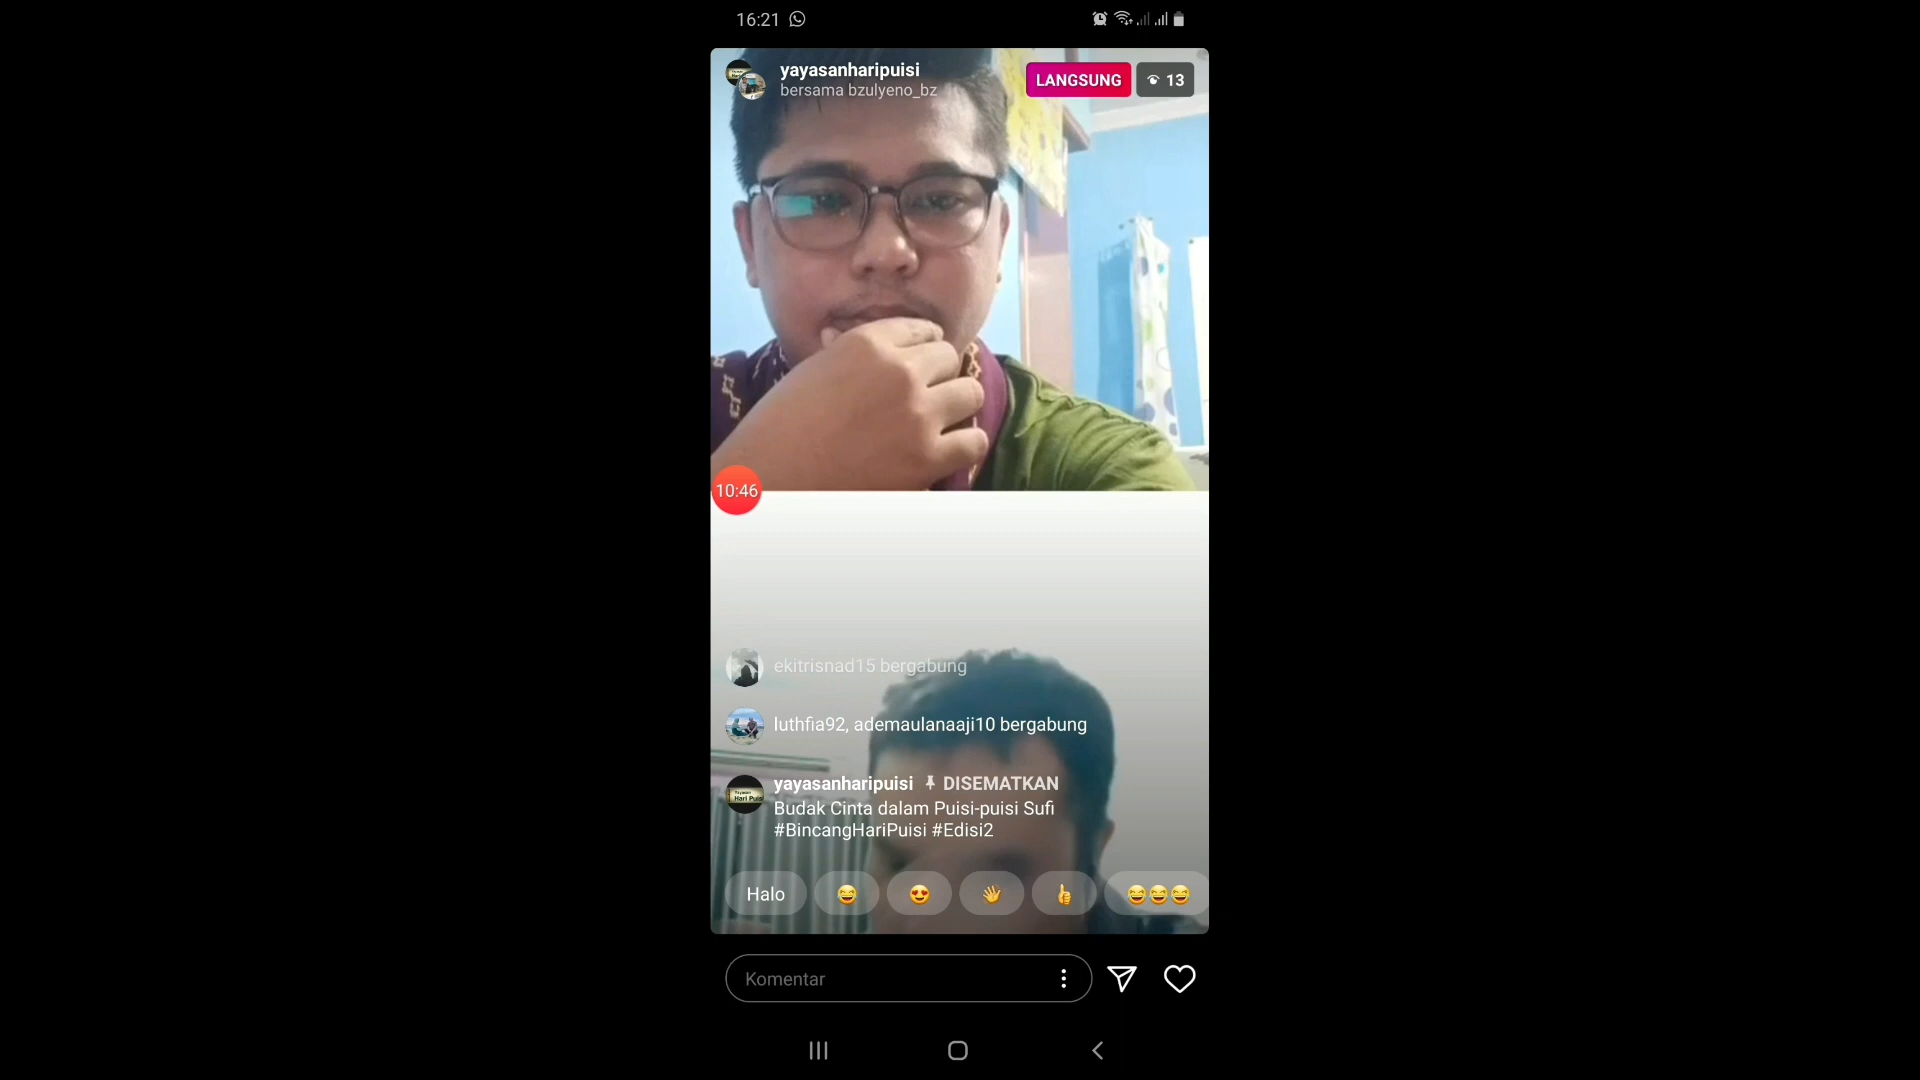 16:21
yayasanharipuisi
bersama bzulyeno_bz
LANGSUNG
13
10:46
ekitrisnad15 bergabung
luthfia92, ademaulanaaji10 bergabung
yayasanharipuisi DISEMATKAN
Budak Cinta dalam Puisi-puisi Sufi
#BincangHariPuisi #Edisi2
Halo
Komentar